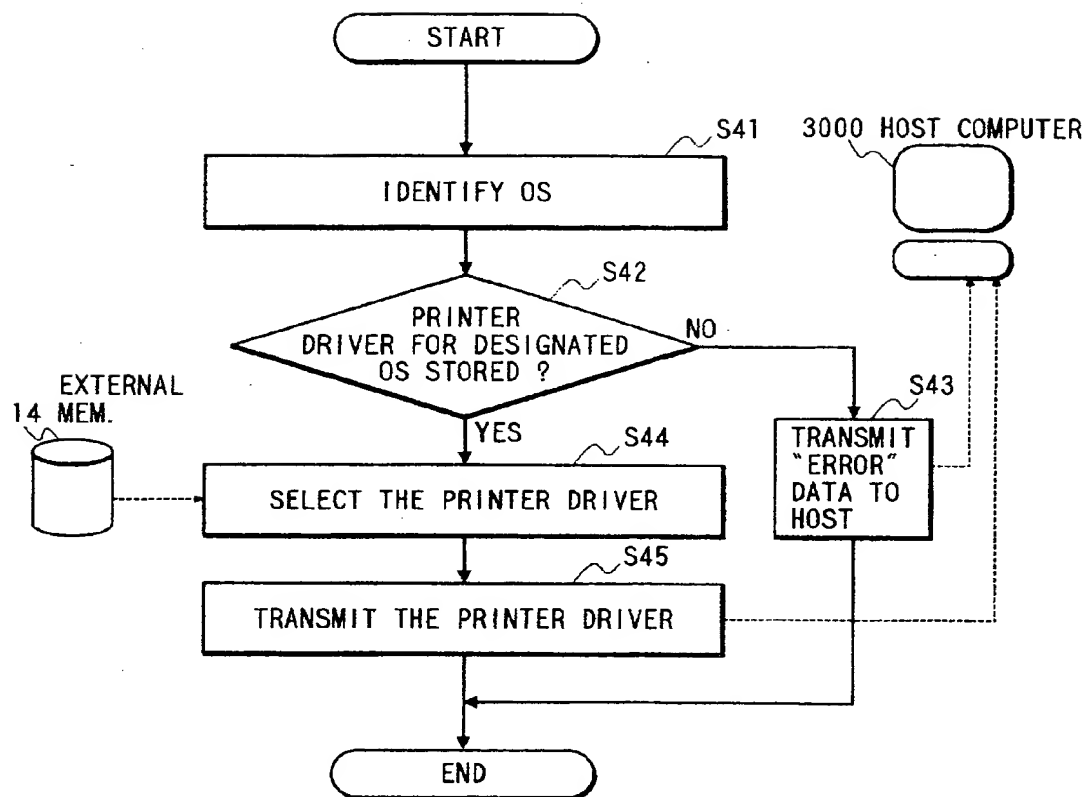 START
S41
3000 HOST COMPUTER
IDENTIFY OS
S42
PRINTER
DRIVER FOR DESIGNATED
OS STORED ?
NO
YES
EXTERNAL
14 MEM.
S43
TRANSMIT
"ERROR"
DATA TO
HOST
S44
SELECT THE PRINTER DRIVER
S45
TRANSMIT THE PRINTER DRIVER
END